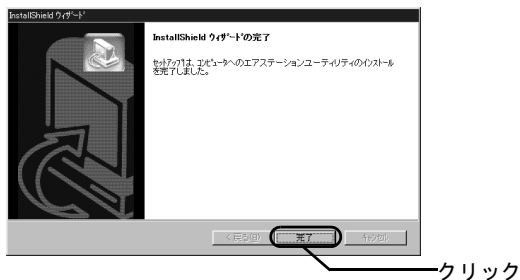 InstallShield ウィザード
InstallShield ウィザードの完了
セットアップは、コンピュータへのエアステーションユーティリティのインストール
を完了しました。
< 戻る(B)
完了
キャンセル
クリック